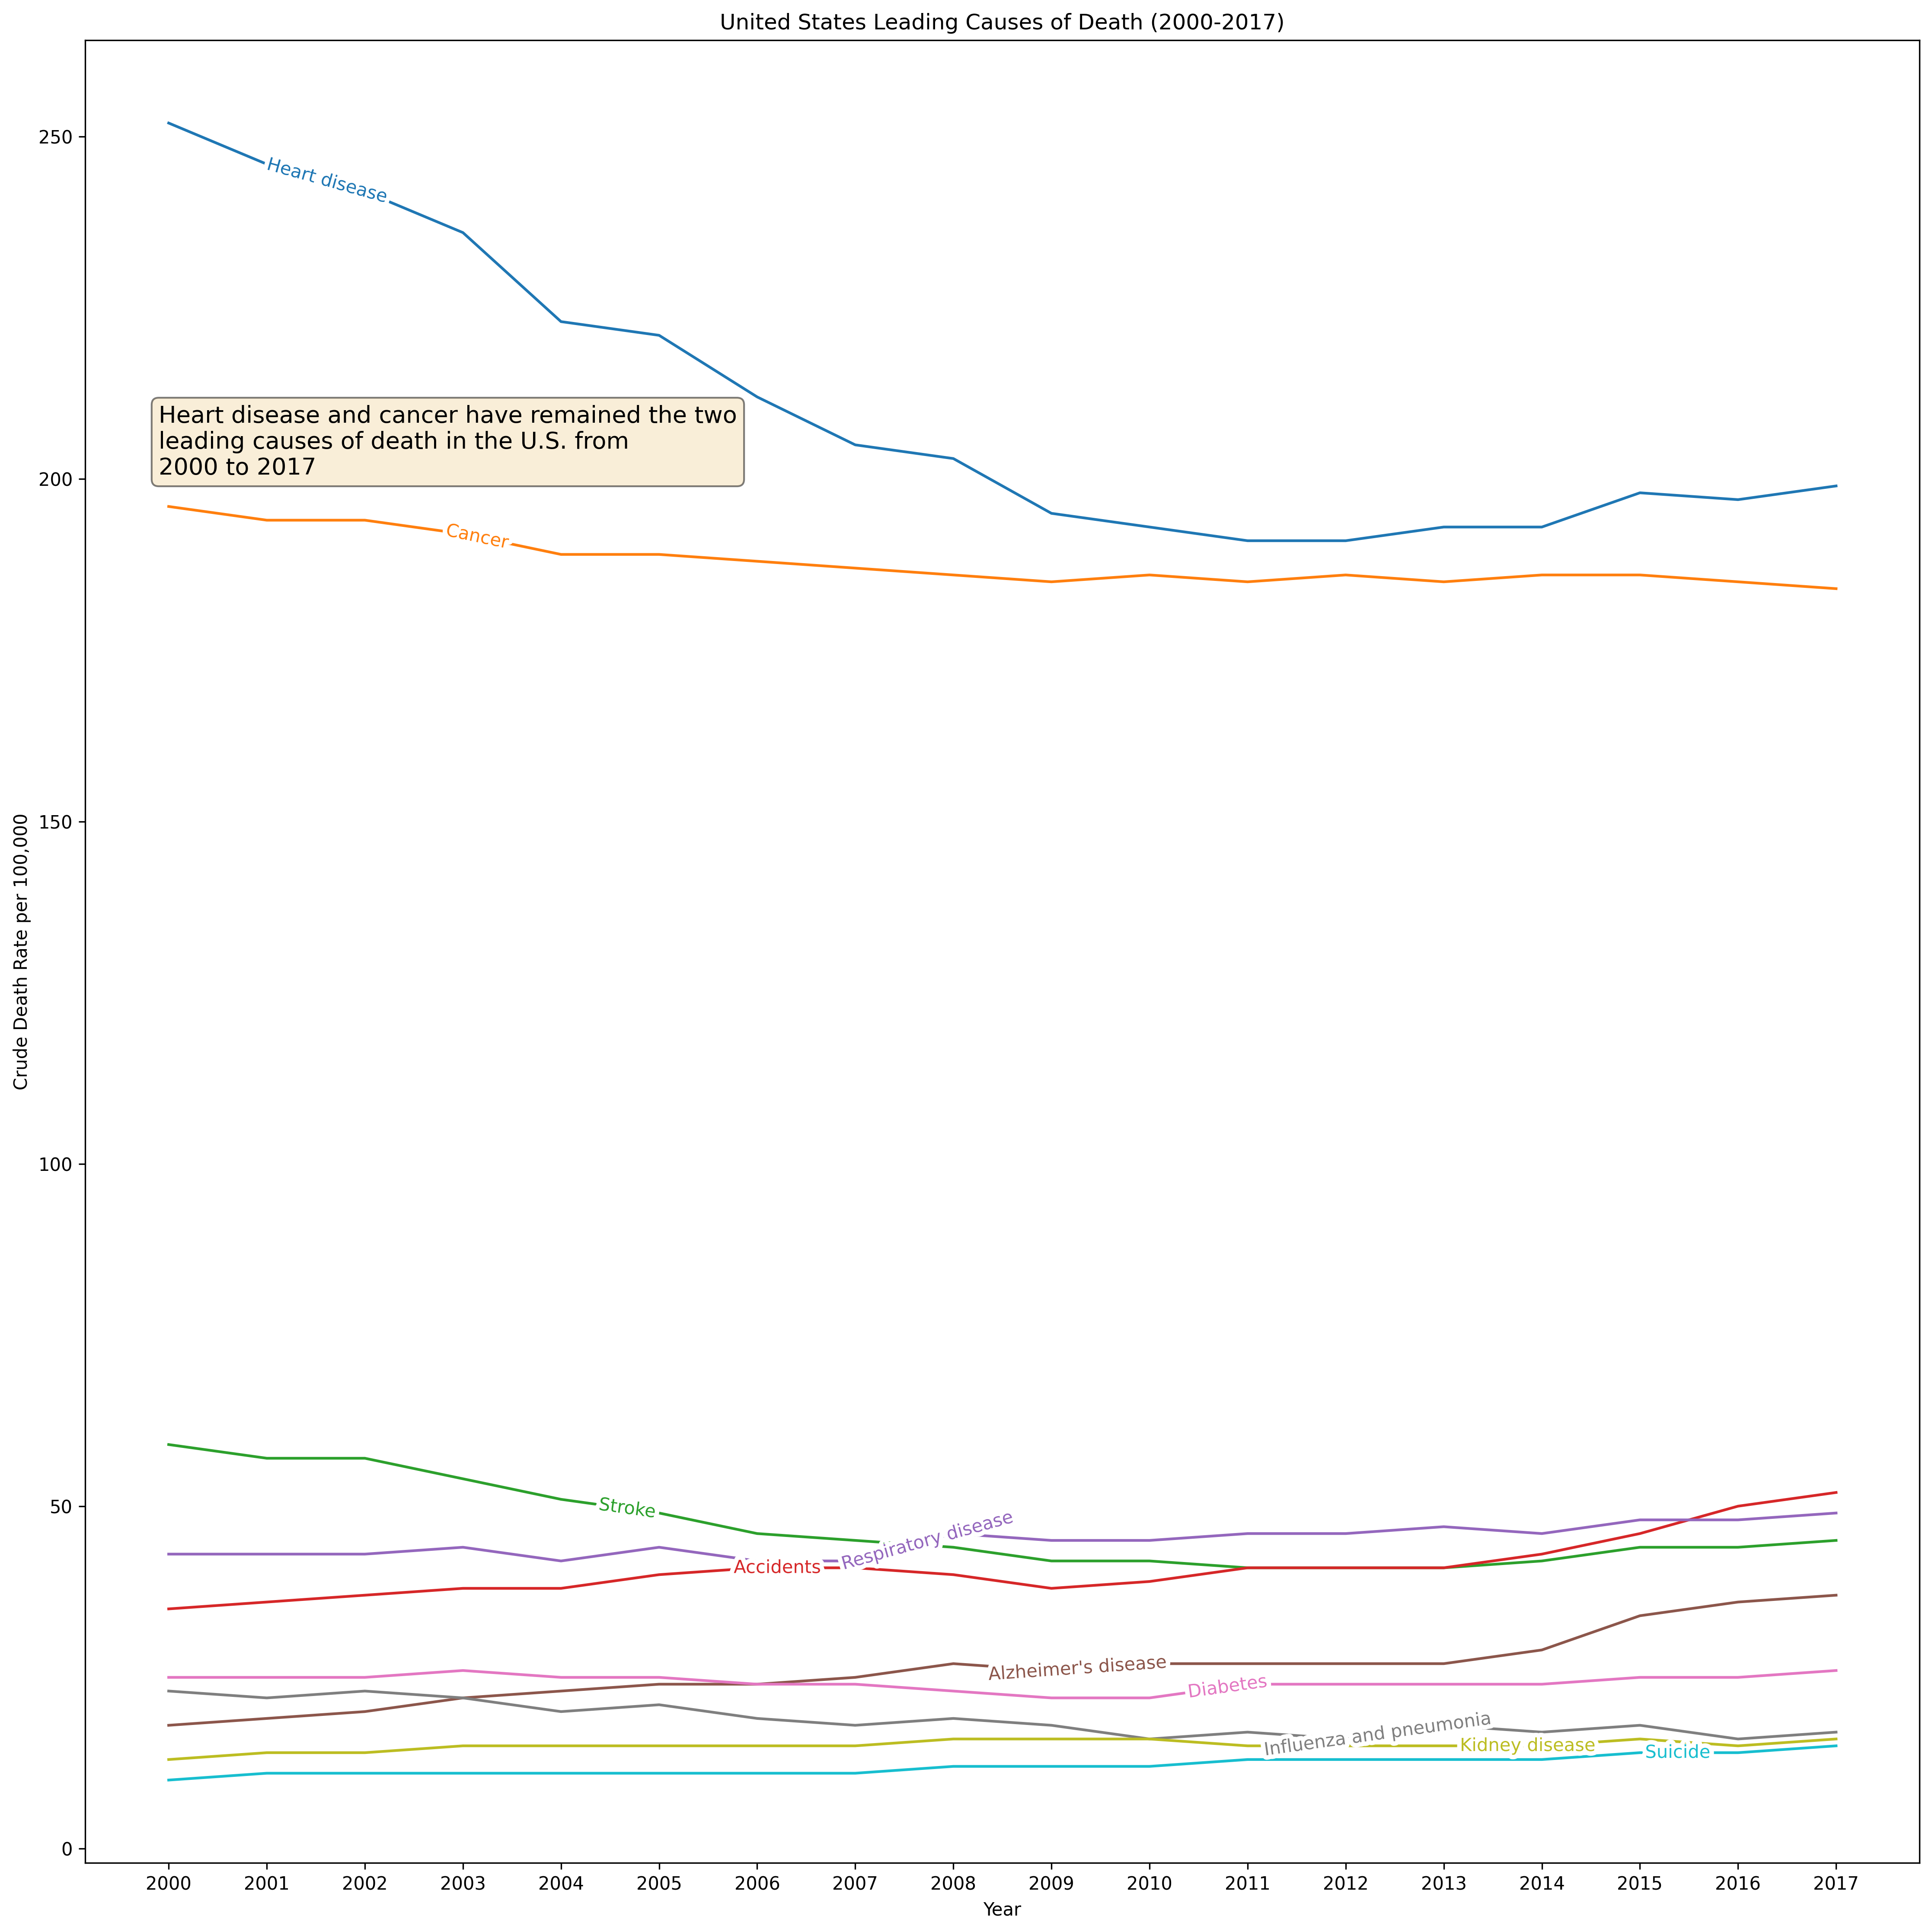 United States Leading Causes of Death (2000-2017)
250
Heart disease
Heart disease and cancer have remained the two
leading causes of death in the U.S. from
2000 to 2017
200
Cancer
150
Crude Death Rate per 100,000
100
50
Stroke
Respiratory disease
Accidents
Alzheimer's disease
Diabetes
Influenza and pneumonia
Kidney disease
Suicide
0
2000 2001 2002 2003 2004 2005 2006 2007 2008 2009 2010 2011 2012 2013 2014 2015 2016 2017
Year